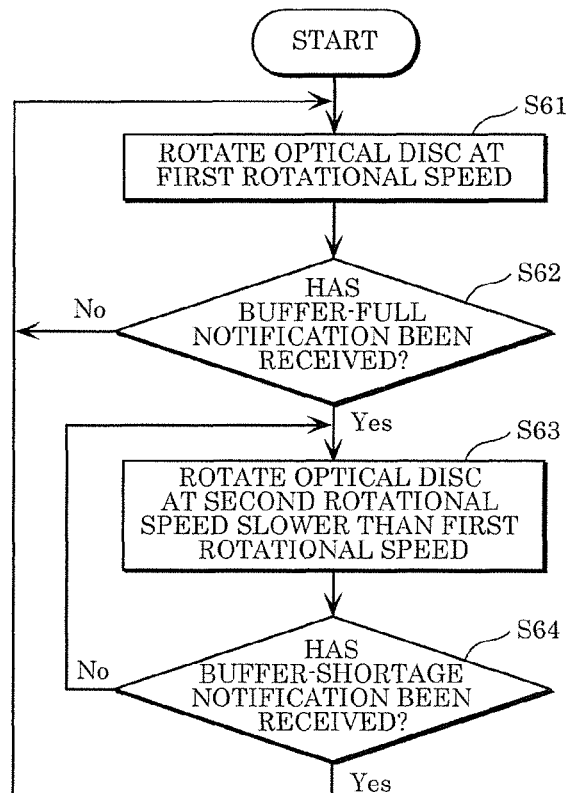 START
S61
ROTATE OPTICAL DISC AT
FIRST ROTATIONAL SPEED
S62
HAS
BUFFER-FULL
NOTIFICATION BEEN
RECEIVED?
No
Yes
S63
ROTATE OPTICAL DISC
AT SECOND ROTATIONAL
SPEED SLOWER THAN FIRST
ROTATIONAL SPEED
S64
HAS
BUFFER-SHORTAGE
NOTIFICATION BEEN
RECEIVED?
No
Yes